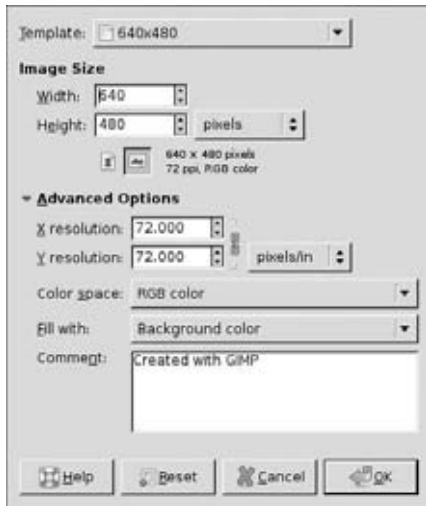 Template: 640x480
Image Size
Width: 640
Height: 480 pixels
640 x 480 pixels
72 ppi, RGB color
Advanced Options
X resolution: 72.000
Y resolution: 72.000 pixels/in
Color space: RGB color
Fill with: Background color
Comment: Created with GIMP
Help Reset Cancel OK